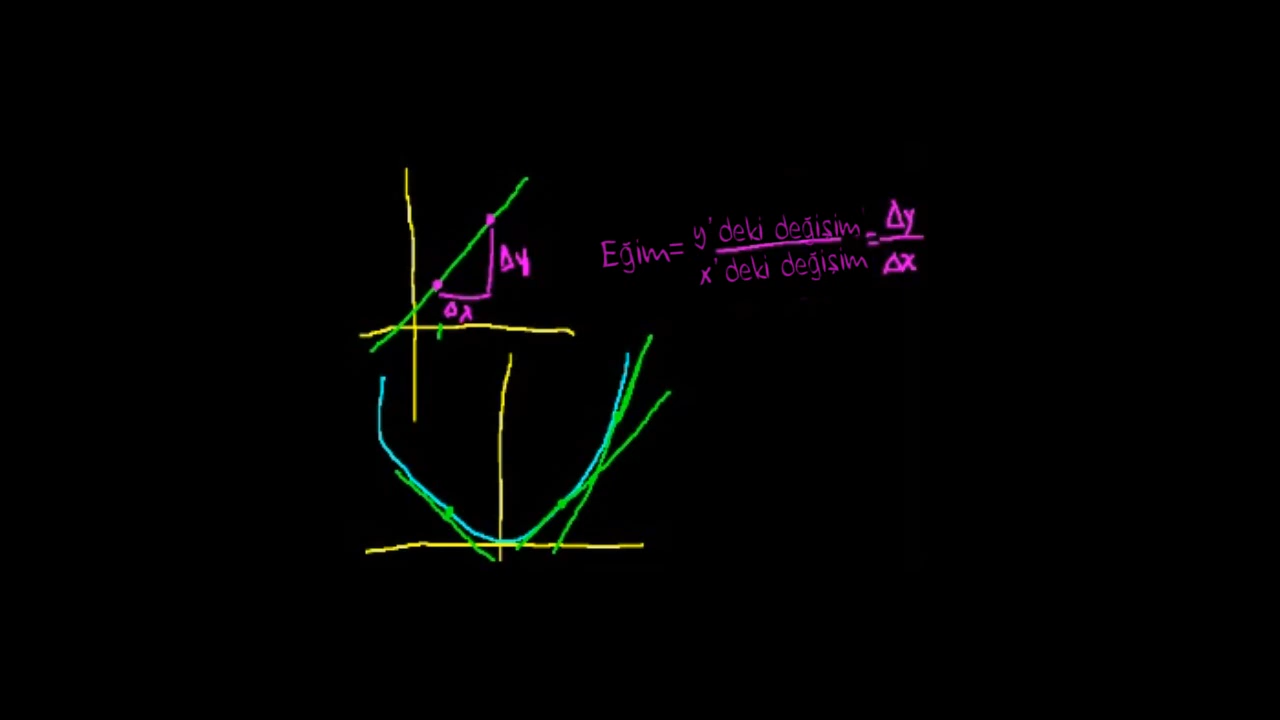 Δy
Δx
Eğim = y'deki değişim / x'deki değişim = Δy / Δx